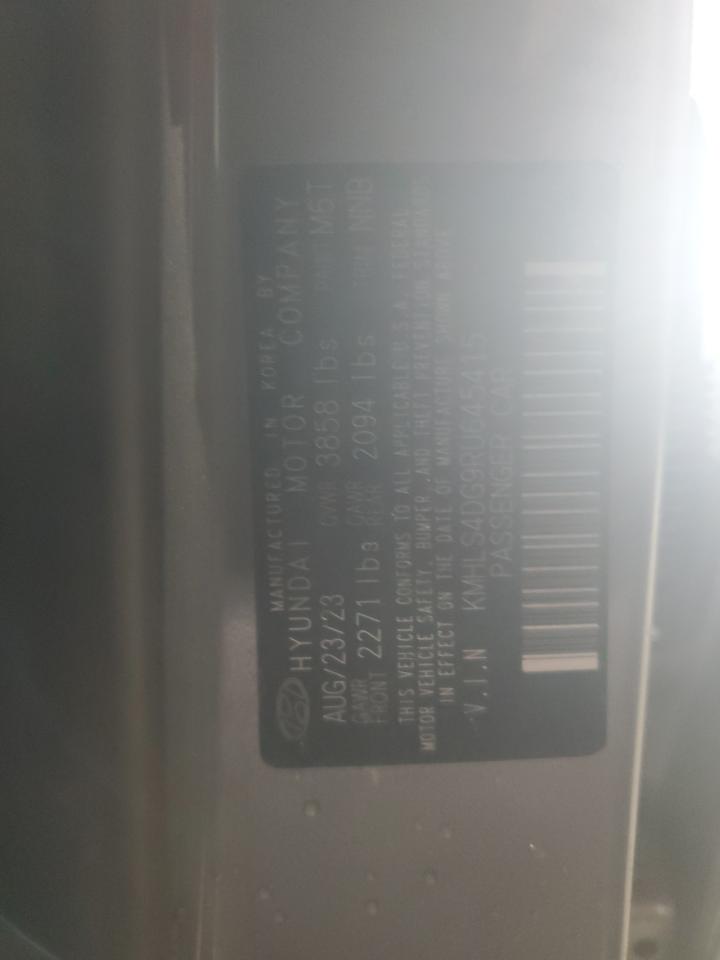 MANUFACTURED IN KOREA BY
HYUNDAI MOTOR COMPANY
AUG/23/23 GVWR 3858 lbs PAINT M6T
GAWR FRONT 2271 lbs GAWR REAR 2094 lbs TRIM NNB
THIS VEHICLE CONFORMS TO ALL APPLICABLE U.S.A. FEDERAL
MOTOR VEHICLE SAFETY, BUMPER, AND THEFT PREVENTION STANDARDS
IN EFFECT ON THE DATE OF MANUFACTURE SHOWN ABOVE
V.I.N KMHLS4DG9RU645415
PASSENGER CAR